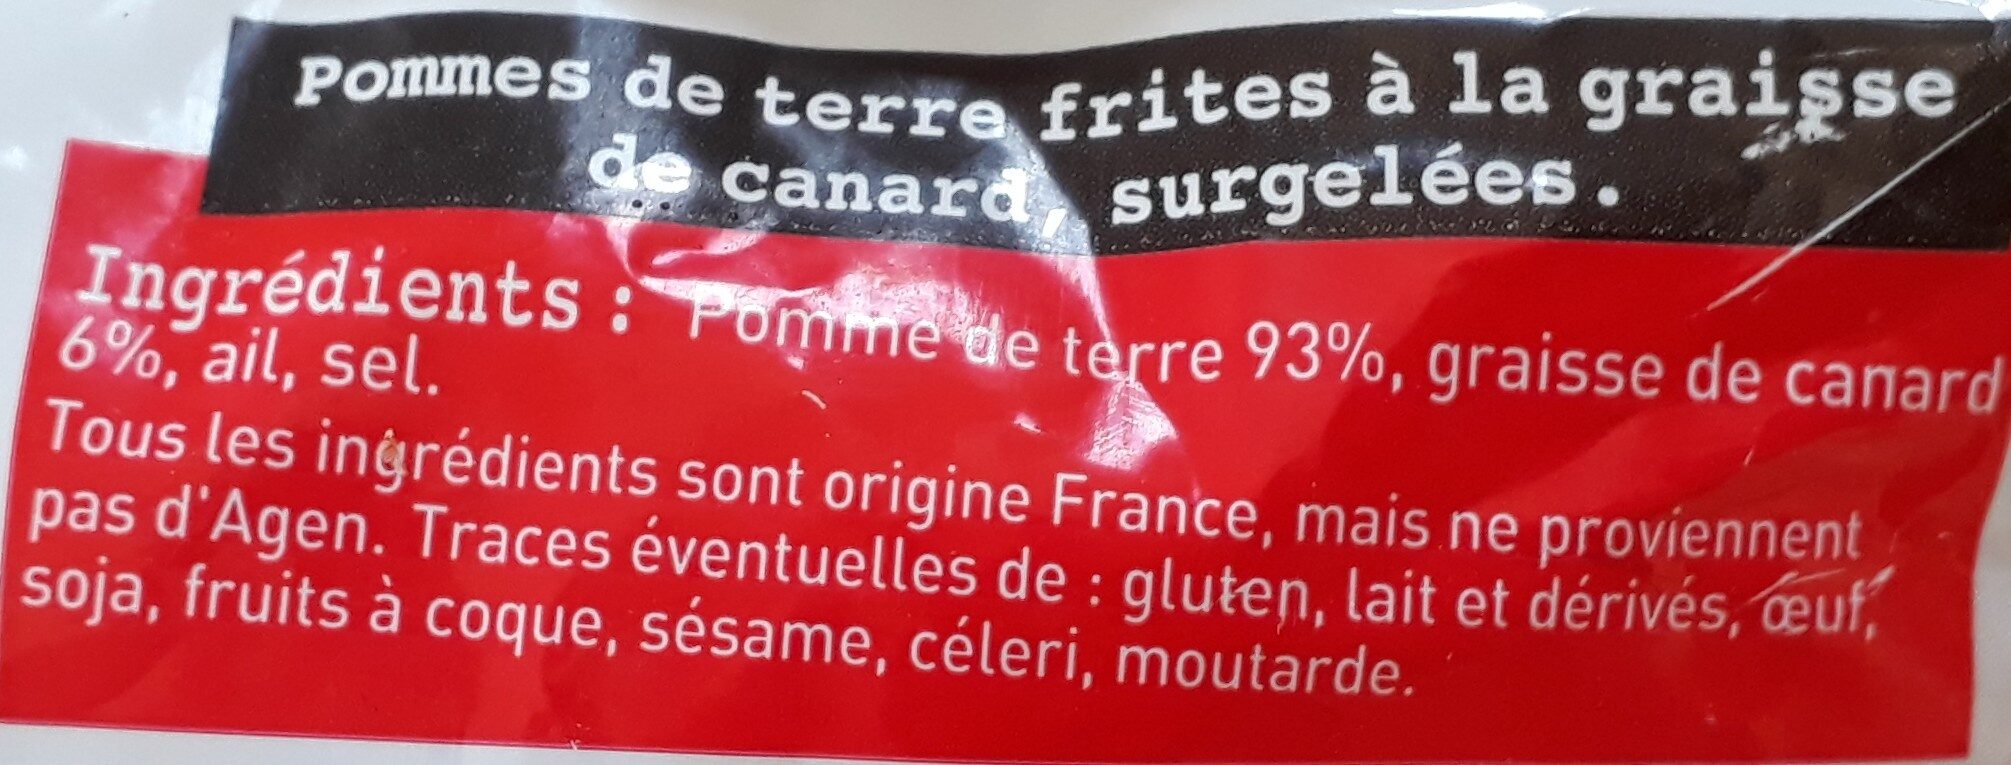 Pommes de terre frites à la graisse
de canard, surgelées.
Ingrédients : Pomme de terre 93%, graisse de canard
6%, ail, sel.
Tous les ingrédients sont origine France, mais ne proviennent
pas d'Agen. Traces éventuelles de : gluten, lait et dérivés, œuf,
soja, fruits à coque, sésame, céleri, moutarde.